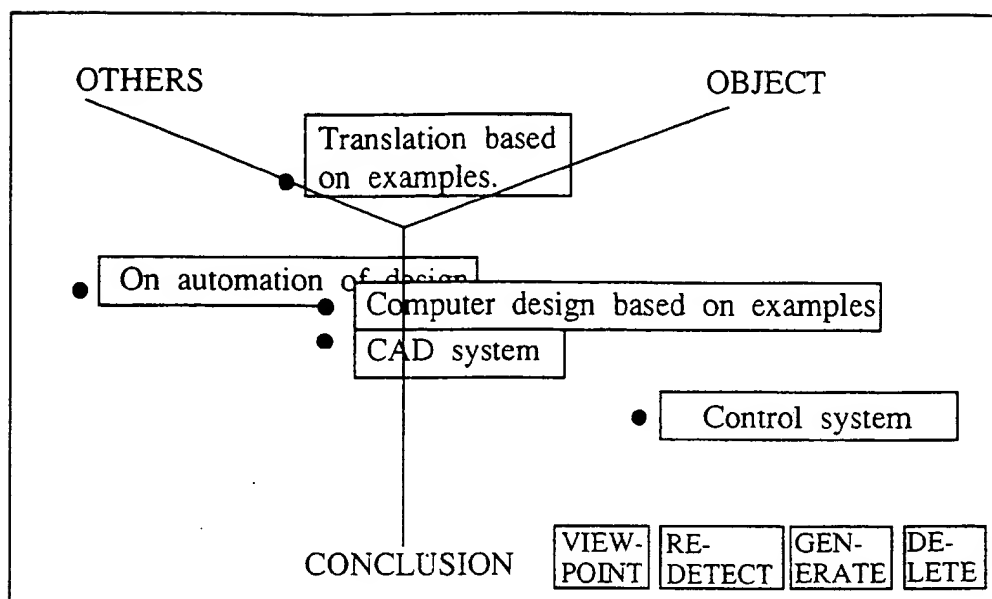 OTHERS
OBJECT
Translation based
on examples.
On automation of design
Computer design based on examples
CAD system
Control system
CONCLUSION
VIEW-
POINT
RE-
DETECT
GEN-
ERATE
DE-
LETE